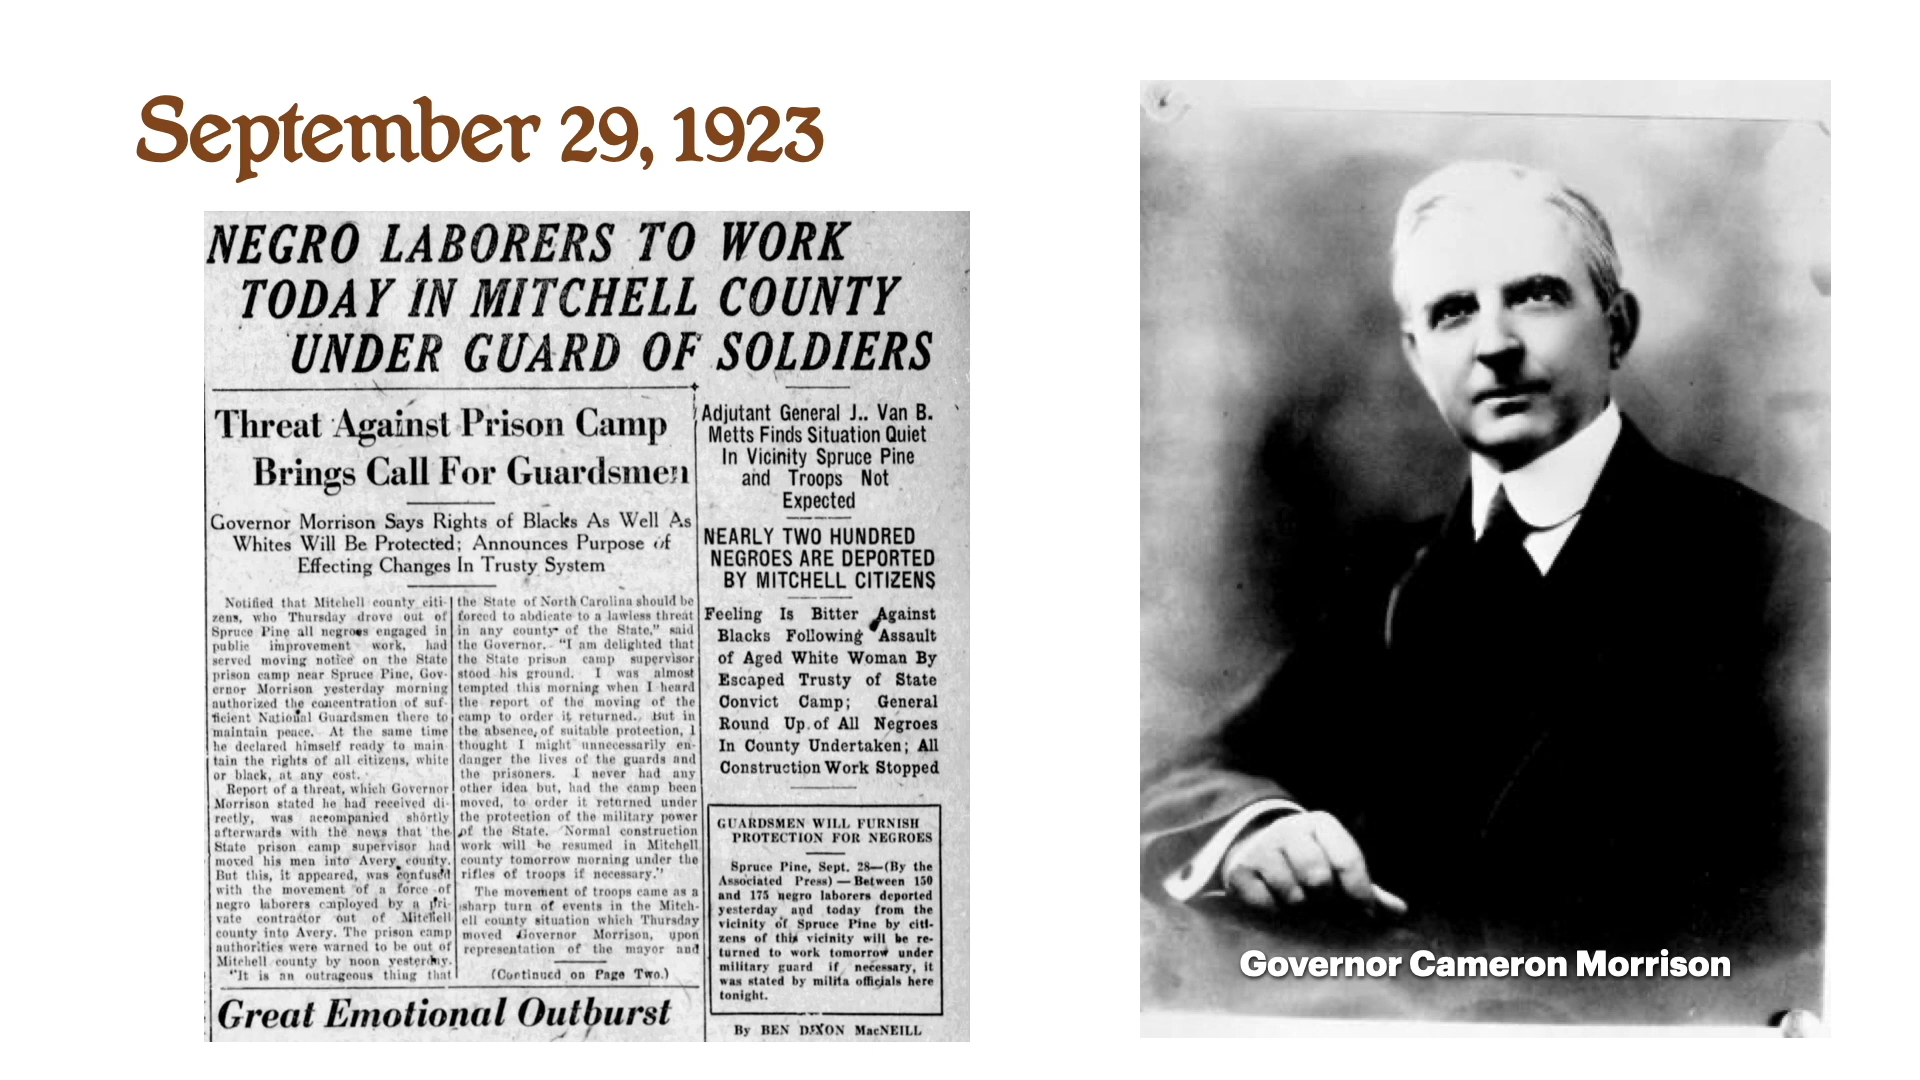 September 29, 1923
NEGRO LABORERS TO WORK
TODAY IN MITCHELL COUNTY
UNDER GUARD OF SOLDIERS
Threat Against Prison Camp
Brings Call For Guardsmen
Governor Morrison Says Rights of Blacks As Well As
Whites Will Be Protected; Announces Purpose of
Effecting Changes In Trusty System
Notified that Mitchell county citi-
zens, who Thursday drove out of
Spruce Pine all negroes engaged in
public improvement work, had
served moving notice on the State
prison camp near Spruce Pine, Gov-
ernor Morrison yesterday morning
authorized the concentration of suf-
ficient National Guardsmen there to
maintain peace. At the same time
he declared himself ready to main-
tain the rights of all citizens, white
or black, at any cost.
Report of a threat, which Governor
Morrison stated he had received di-
rectly, was accompanied shortly
afterwards with the news that the
State prison camp supervisor had
moved his men into Avery county.
But this, it appeared, was confused
with the movement of a force of
negro laborers employed by a pri-
vate contractor out of Mitchell
county into Avery. The prison camp
authorities were warned to be out of
Mitchell county by noon yesterday.
"It is an outrageous thing that
the State of North Carolina should be
forced to abdicate to a lawless threat
in any county of the State," said
the Governor. "I am delighted that
the State prison camp supervisor
stood his ground. I was almost
tempted this morning when I heard
the report of the moving of the
camp to order it returned. But in
the absence of suitable protection, I
thought I might unnecessarily en-
danger the lives of the guards and
the prisoners. I never had any
other idea but, had the camp been
moved, to order it returned under
the protection of the military power
of the State. Normal construction
work will be resumed in Mitchell
county tomorrow morning under the
rifles of troops if necessary."
The movement of troops came as a
sharp turn of events in the Mitch-
ell county situation which Thursday
moved Governor Morrison, upon
representation of the mayor and
(Continued on Page Two.)
Great Emotional Outburst
Adjutant General J.. Van B.
Metts Finds Situation Quiet
In Vicinity Spruce Pine
and Troops Not
Expected
NEARLY TWO HUNDRED
NEGROES ARE DEPORTED
BY MITCHELL CITIZENS
Feeling Is Bitter Against
Blacks Following Assault
of Aged White Woman By
Escaped Trusty of State
Convict Camp; General
Round Up of All Negroes
In County Undertaken; All
Construction Work Stopped
GUARDSMEN WILL FURNISH
PROTECTION FOR NEGROES
Spruce Pine, Sept. 28—(By the
Associated Press)—Between 150
and 175 negro laborers deported
yesterday and today from the
vicinity of Spruce Pine by citi-
zens of this vicinity will be re-
turned to work tomorrow under
military guard if necessary, it
was stated by milita officials here
tonight.
By BEN DIXON MacNEILL
Governor Cameron Morrison